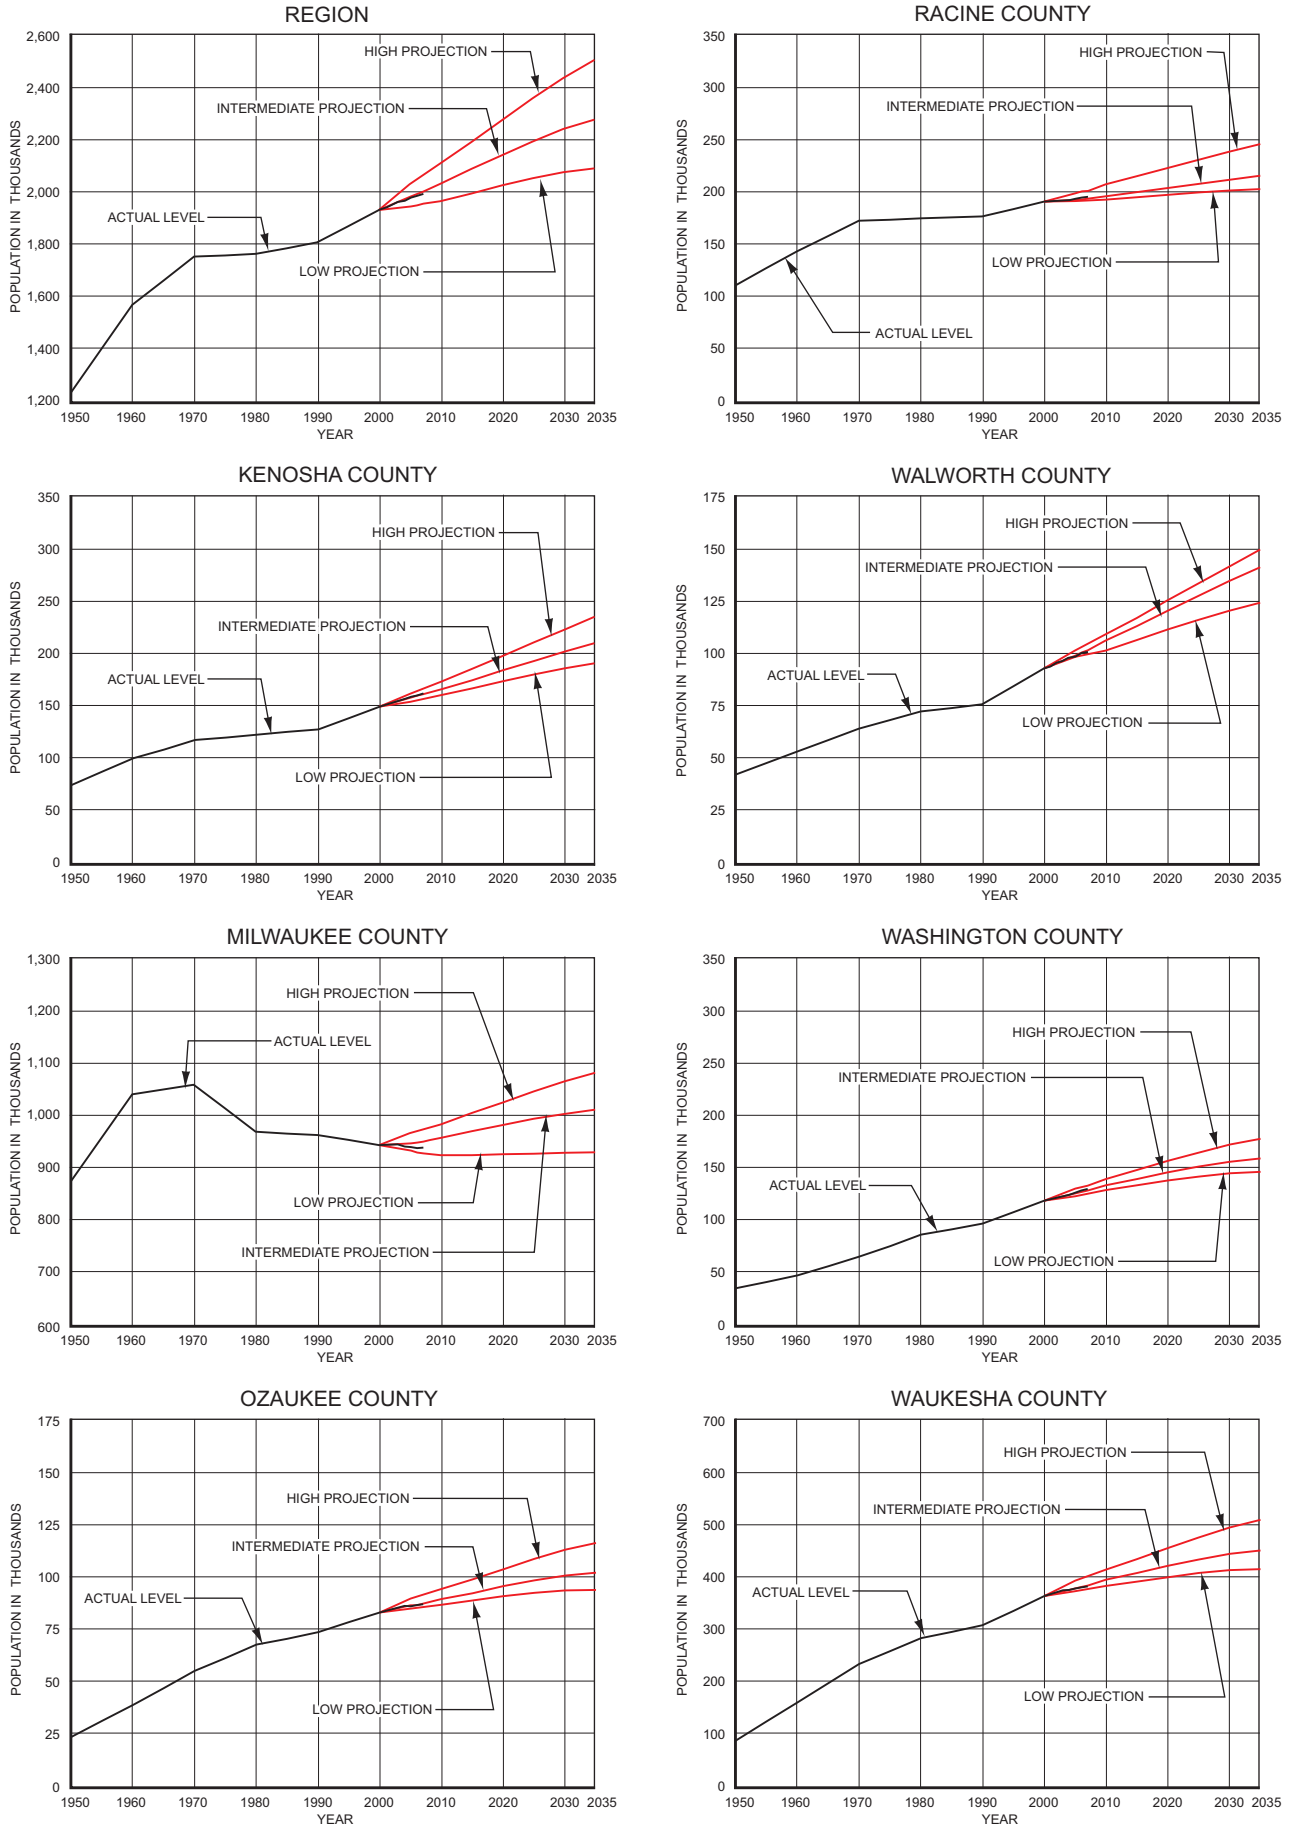 REGION
2,600
2,400
2,200
2,000
1,800
1,600
1,400
1,200
POPULATION IN THOUSANDS
HIGH PROJECTION
INTERMEDIATE PROJECTION
ACTUAL LEVEL
LOW PROJECTION
1950 1960 1970 1980 1990 2000 2010 2020 2030 2035
YEAR
RACINE COUNTY
350
300
250
200
150
100
50
0
POPULATION IN THOUSANDS
HIGH PROJECTION
INTERMEDIATE PROJECTION
LOW PROJECTION
ACTUAL LEVEL
1950 1960 1970 1980 1990 2000 2010 2020 2030 2035
YEAR
KENOSHA COUNTY
350
300
250
200
150
100
50
0
POPULATION IN THOUSANDS
HIGH PROJECTION
INTERMEDIATE PROJECTION
ACTUAL LEVEL
LOW PROJECTION
1950 1960 1970 1980 1990 2000 2010 2020 2030 2035
YEAR
WALWORTH COUNTY
175
150
125
100
75
50
25
0
POPULATION IN THOUSANDS
HIGH PROJECTION
INTERMEDIATE PROJECTION
ACTUAL LEVEL
LOW PROJECTION
1950 1960 1970 1980 1990 2000 2010 2020 2030 2035
YEAR
MILWAUKEE COUNTY
1,300
1,200
1,100
1,000
900
800
700
600
POPULATION IN THOUSANDS
HIGH PROJECTION
ACTUAL LEVEL
LOW PROJECTION
INTERMEDIATE PROJECTION
1950 1960 1970 1980 1990 2000 2010 2020 2030 2035
YEAR
WASHINGTON COUNTY
350
300
250
200
150
100
50
0
POPULATION IN THOUSANDS
HIGH PROJECTION
INTERMEDIATE PROJECTION
ACTUAL LEVEL
LOW PROJECTION
1950 1960 1970 1980 1990 2000 2010 2020 2030 2035
YEAR
OZAUKEE COUNTY
175
150
125
100
75
50
25
0
POPULATION IN THOUSANDS
HIGH PROJECTION
INTERMEDIATE PROJECTION
ACTUAL LEVEL
LOW PROJECTION
1950 1960 1970 1980 1990 2000 2010 2020 2030 2035
YEAR
WAUKESHA COUNTY
700
600
500
400
300
200
100
0
POPULATION IN THOUSANDS
HIGH PROJECTION
INTERMEDIATE PROJECTION
ACTUAL LEVEL
LOW PROJECTION
1950 1960 1970 1980 1990 2000 2010 2020 2030 2035
YEAR